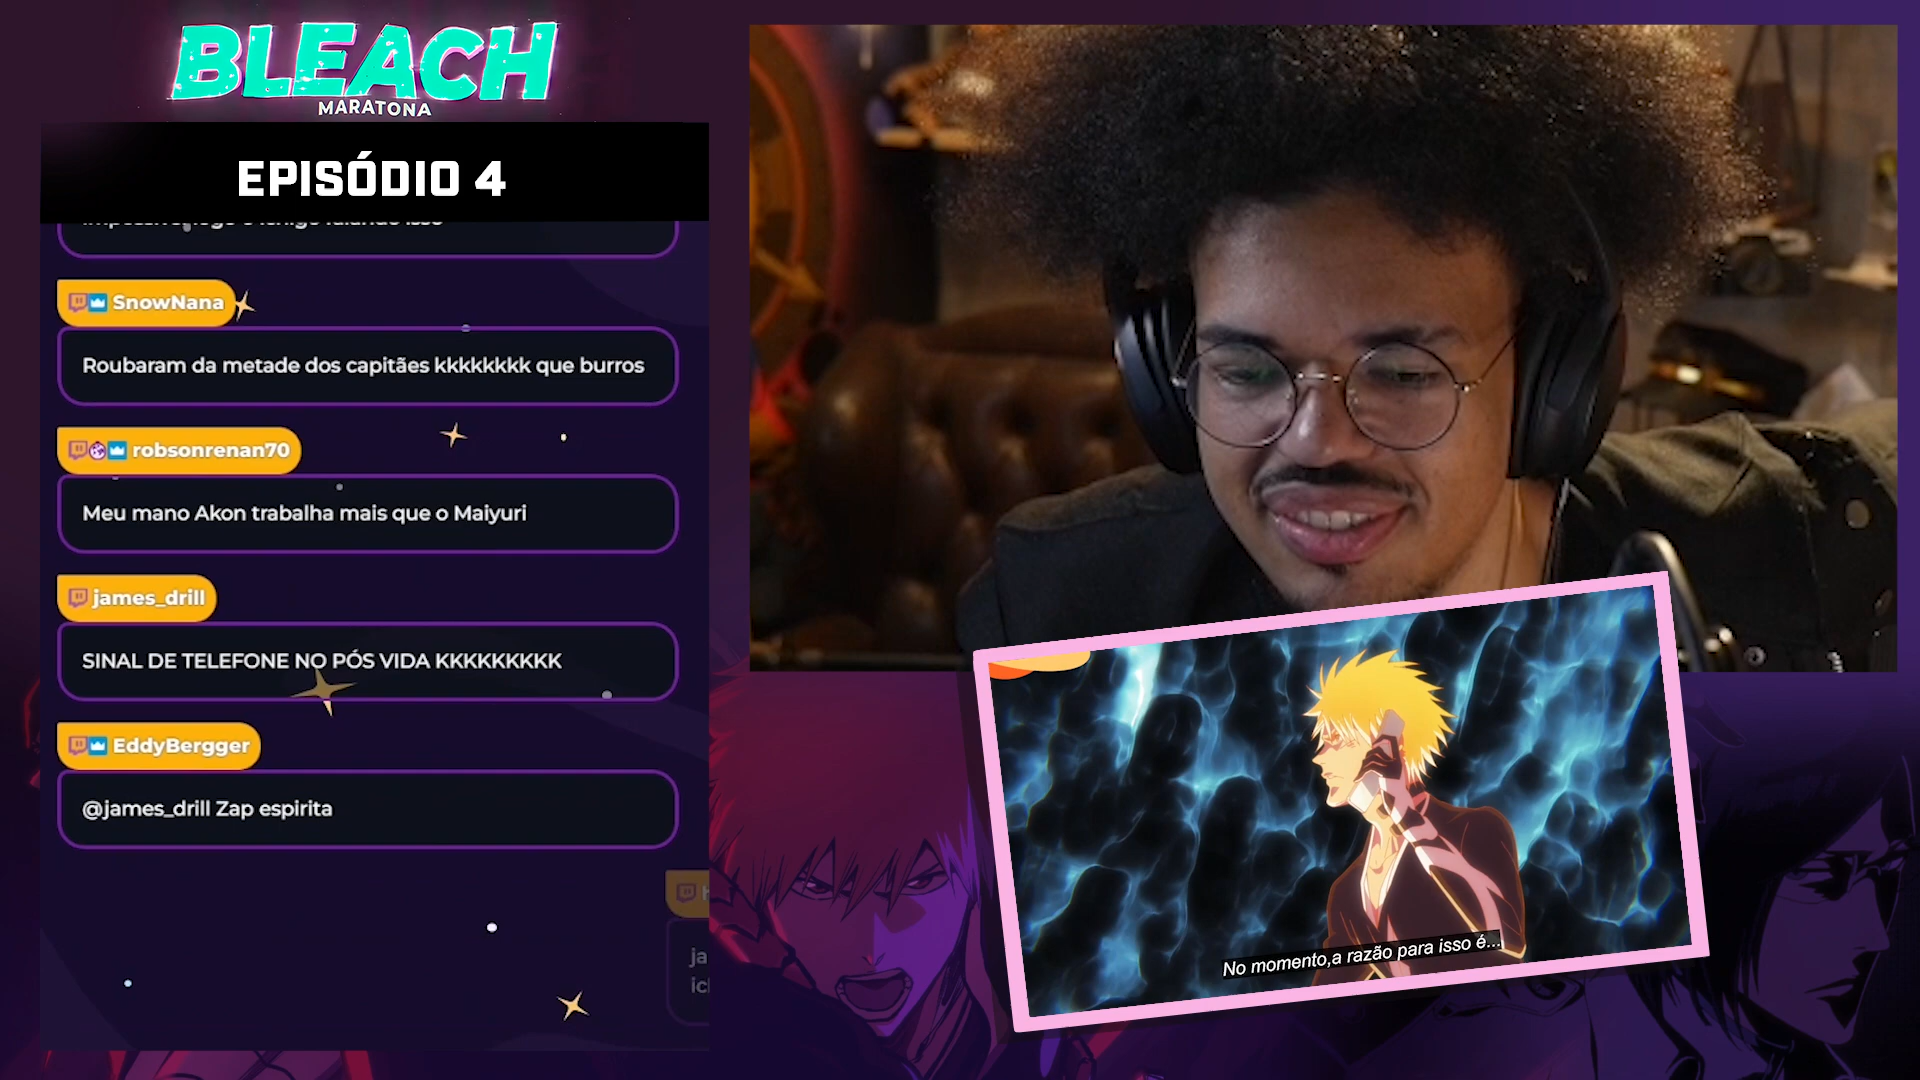 BLEACH
MARATONA
EPISÓDIO 4
SnowNana
Roubaram da metade dos capitães kkkkkkkk que burros
robsonrenan70
Meu mano Akon trabalha mais que o Maiyuri
james_drill
SINAL DE TELEFONE NO PÓS VIDA KKKKKKKKK
EddyBergger
@james_drill Zap espirita
No momento,a razão para isso é...